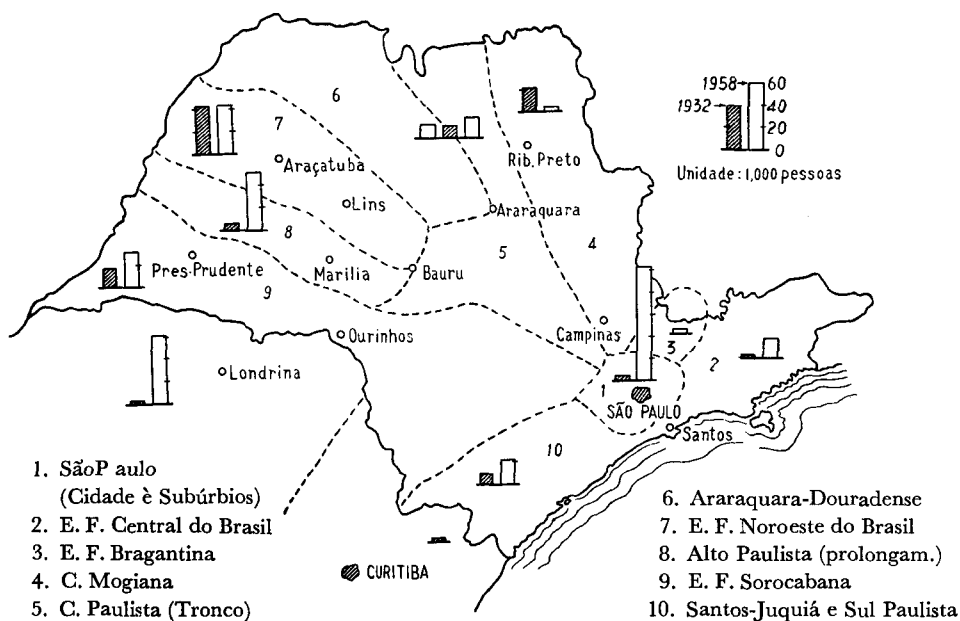 1958
60
1932
40
20
0
Unidade: 1,000 pessoas
6
7
Araçatuba
Rib. Preto
Lins
Araraquara
8
5
4
Pres. Prudente
Marília
Bauru
9
Ourinhos
Campinas
3
2
Londrina
1
SÃO PAULO
Santos
10
CURITIBA
1. SãoP aulo
(Cidade è Subúrbios)
2. E. F. Central do Brasil
3. E. F. Bragantina
4. C. Mogiana
5. C. Paulista (Tronco)
6. Araraquara-Douradense
7. E. F. Noroeste do Brasil
8. Alto Paulista (prolongam.)
9. E. F. Sorocabana
10. Santos-Juquiá e Sul Paulista